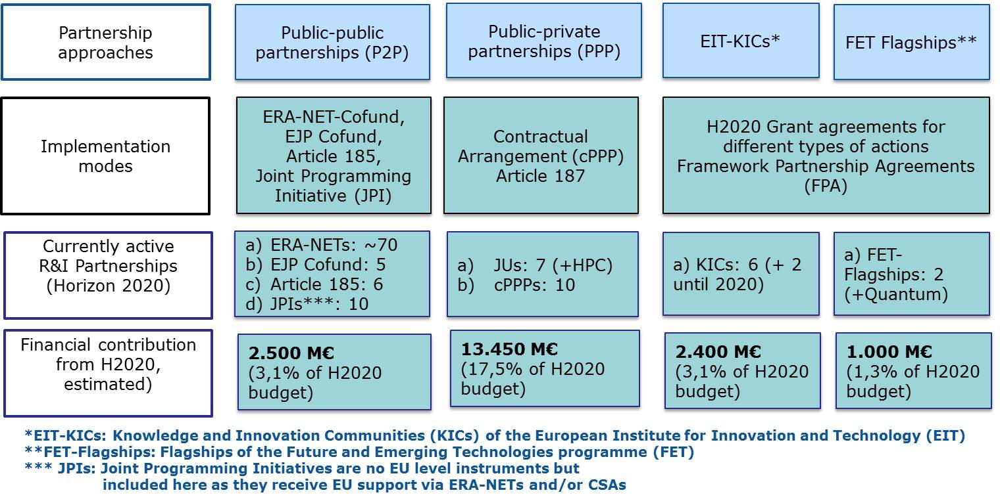 Partnership
approaches
Public-public
partnerships (P2P)
Public-private
partnerships (PPP)
EIT-KICs*
FET Flagships**
Implementation
modes
ERA-NET-Cofund,
EJP Cofund,
Article 185,
Joint Programming
Initiative (JPI)
Contractual
Arrangement (cPPP)
Article 187
H2020 Grant agreements for
different types of actions
Framework Partnership Agreements
(FPA)
Currently active
R&I Partnerships
(Horizon 2020)
a) ERA-NETs: ~70
b) EJP Cofund: 5
c) Article 185: 6
d) JPIs***: 10
a) JUs: 7 (+HPC)
b) cPPPs: 10
a) KICs: 6 (+ 2
until 2020)
a) FET-
Flagships: 2
(+Quantum)
Financial contribution
from H2020,
estimated)
2.500 M€
(3,1% of H2020
budget)
13.450 M€
(17,5% of H2020
budget)
2.400 M€
(3,1% of H2020
budget)
1.000 M€
(1,3% of H2020
budget)
*EIT-KICs: Knowledge and Innovation Communities (KICs) of the European Institute for Innovation and Technology (EIT)
**FET-Flagships: Flagships of the Future and Emerging Technologies programme (FET)
*** JPIs: Joint Programming Initiatives are no EU level instruments but
included here as they receive EU support via ERA-NETs and/or CSAs